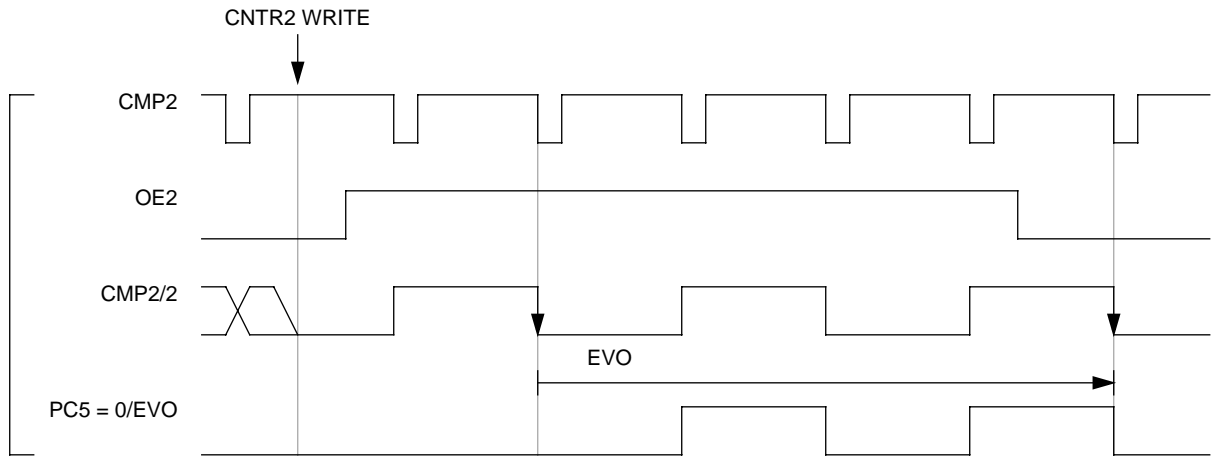 CNTR2 WRITE
CMP2
OE2
CMP2/2
EVO
PC5 = 0/EVO